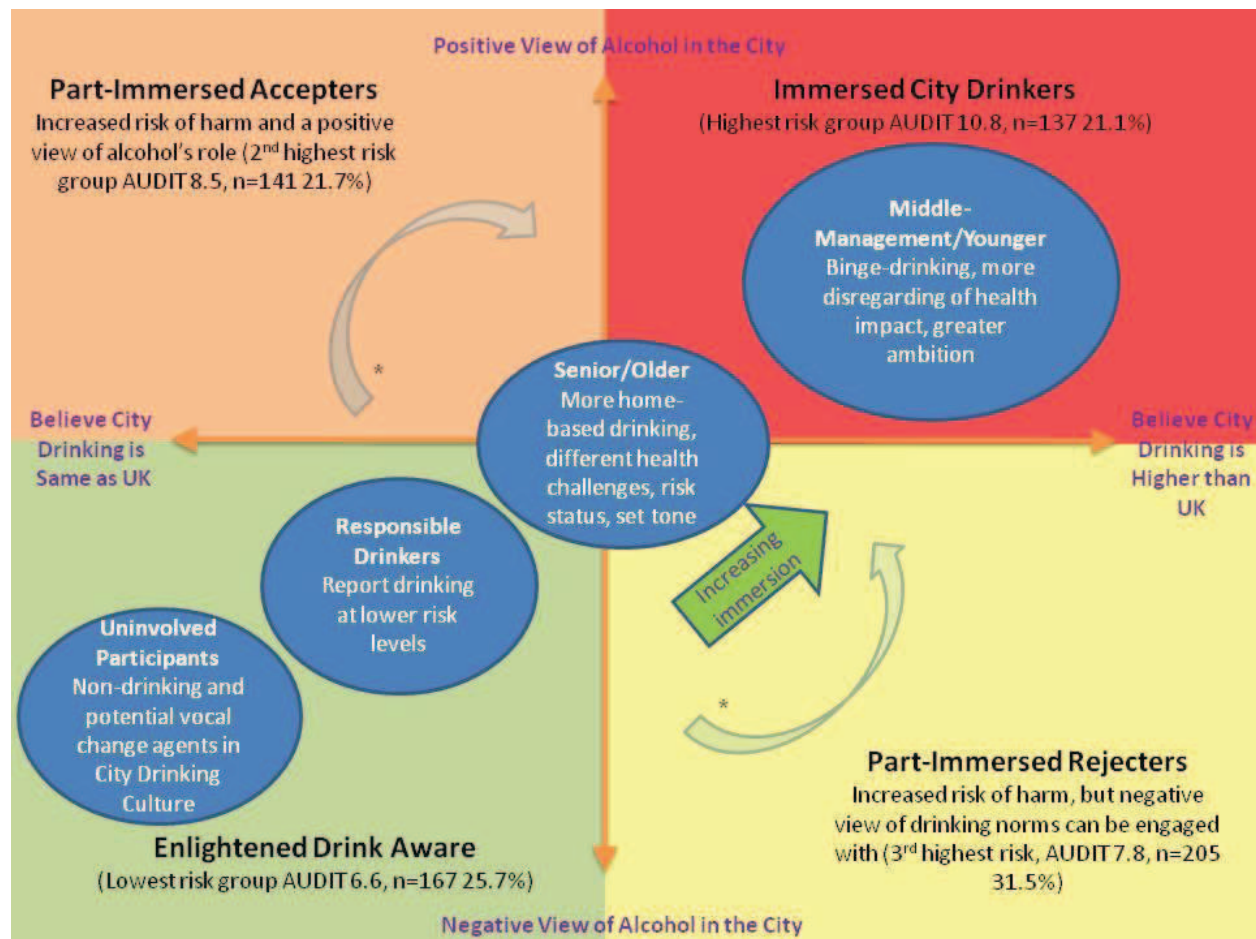 Positive View of Alcohol in the City
Part-Immersed Accepters
Increased risk of harm and a positive
view of alcohol's role (2nd highest risk
group AUDIT 8.5, n=141 21.7%)
Immersed City Drinkers
(Highest risk group AUDIT 10.8, n=137 21.1%)
Middle-
Management/Younger
Binge-drinking, more
disregarding of health
impact, greater
ambition
*
Senior/Older
More home-
based drinking,
different health
challenges, risk
status, set tone
Believe City
Drinking is
Same as UK
Believe City
Drinking is
Higher than
UK
Responsible
Drinkers
Report drinking
at lower risk
levels
Increasing
immersion
Uninvolved
Participants
Non-drinking and
potential vocal
change agents in
City Drinking
Culture
*
Part-Immersed Rejecters
Increased risk of harm, but negative
view of drinking norms can be engaged
with (3rd highest risk, AUDIT 7.8, n=205
31.5%)
Enlightened Drink Aware
(Lowest risk group AUDIT 6.6, n=167 25.7%)
Negative View of Alcohol in the City